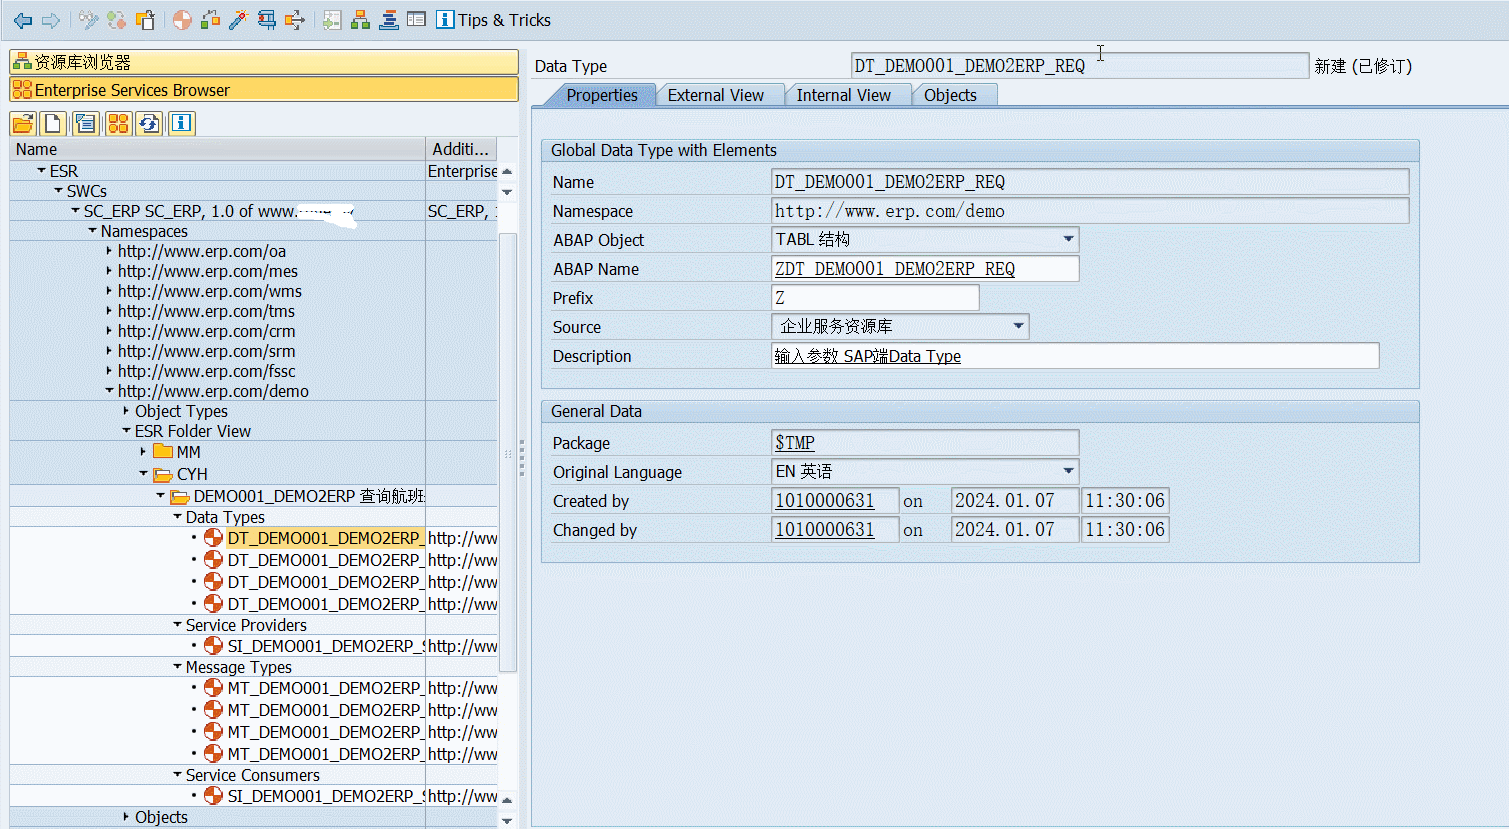 Tips & Tricks
资源库浏览器
Enterprise Services Browser
Name Additi...
ESR Enterprise
SWCs
SC_ERP SC_ERP, 1.0 of www. SC_ERP,
Namespaces
http://www.erp.com/oa
http://www.erp.com/mes
http://www.erp.com/wms
http://www.erp.com/tms
http://www.erp.com/crm
http://www.erp.com/srm
http://www.erp.com/fssc
http://www.erp.com/demo
Object Types
ESR Folder View
MM
CYH
DEMO001_DEMO2ERP 查询航班
Data Types
DT_DEMO001_DEMO2ERP_ http://ww
DT_DEMO001_DEMO2ERP_ http://ww
DT_DEMO001_DEMO2ERP_ http://ww
DT_DEMO001_DEMO2ERP_ http://ww
Service Providers
SI_DEMO001_DEMO2ERP_S http://ww
Message Types
MT_DEMO001_DEMO2ERP_ http://ww
MT_DEMO001_DEMO2ERP_ http://ww
MT_DEMO001_DEMO2ERP_ http://ww
MT_DEMO001_DEMO2ERP_ http://ww
Service Consumers
SI_DEMO001_DEMO2ERP_S http://ww
Objects
Data Type DT_DEMO001_DEMO2ERP_REQ 新建 (已修订)
Properties External View Internal View Objects
Global Data Type with Elements
Name DT_DEMO001_DEMO2ERP_REQ
Namespace http://www.erp.com/demo
ABAP Object TABL 结构
ABAP Name ZDT_DEMO001_DEMO2ERP_REQ
Prefix Z
Source 企业服务资源库
Description 输入参数 SAP端Data Type
General Data
Package $TMP
Original Language EN 英语
Created by 1010000631 on 2024.01.07 11:30:06
Changed by 1010000631 on 2024.01.07 11:30:06